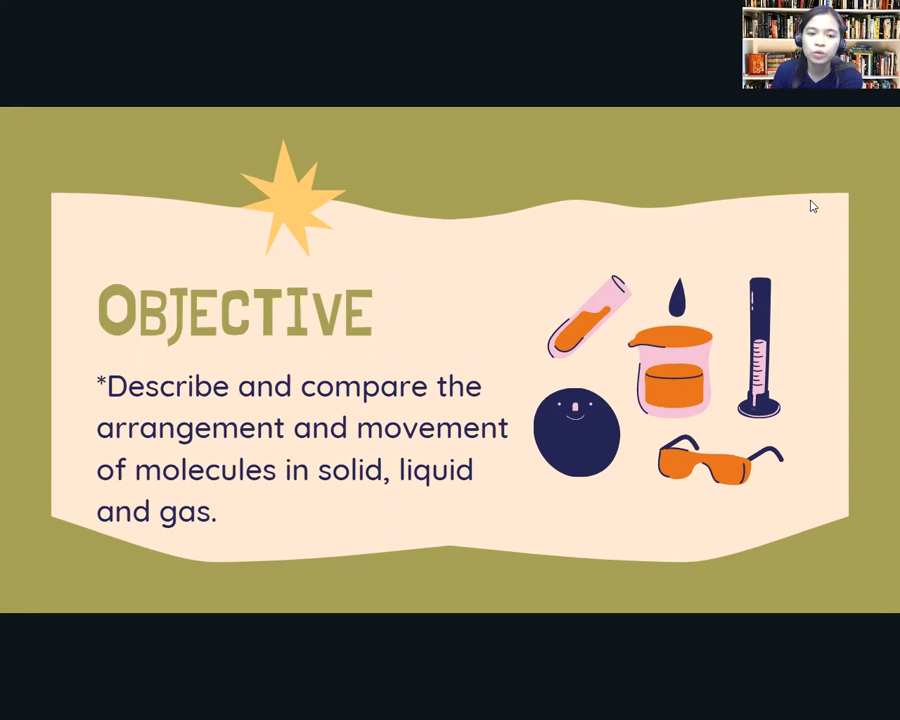 OBJECTIVE
*Describe and compare the
arrangement and movement
of molecules in solid, liquid
and gas.